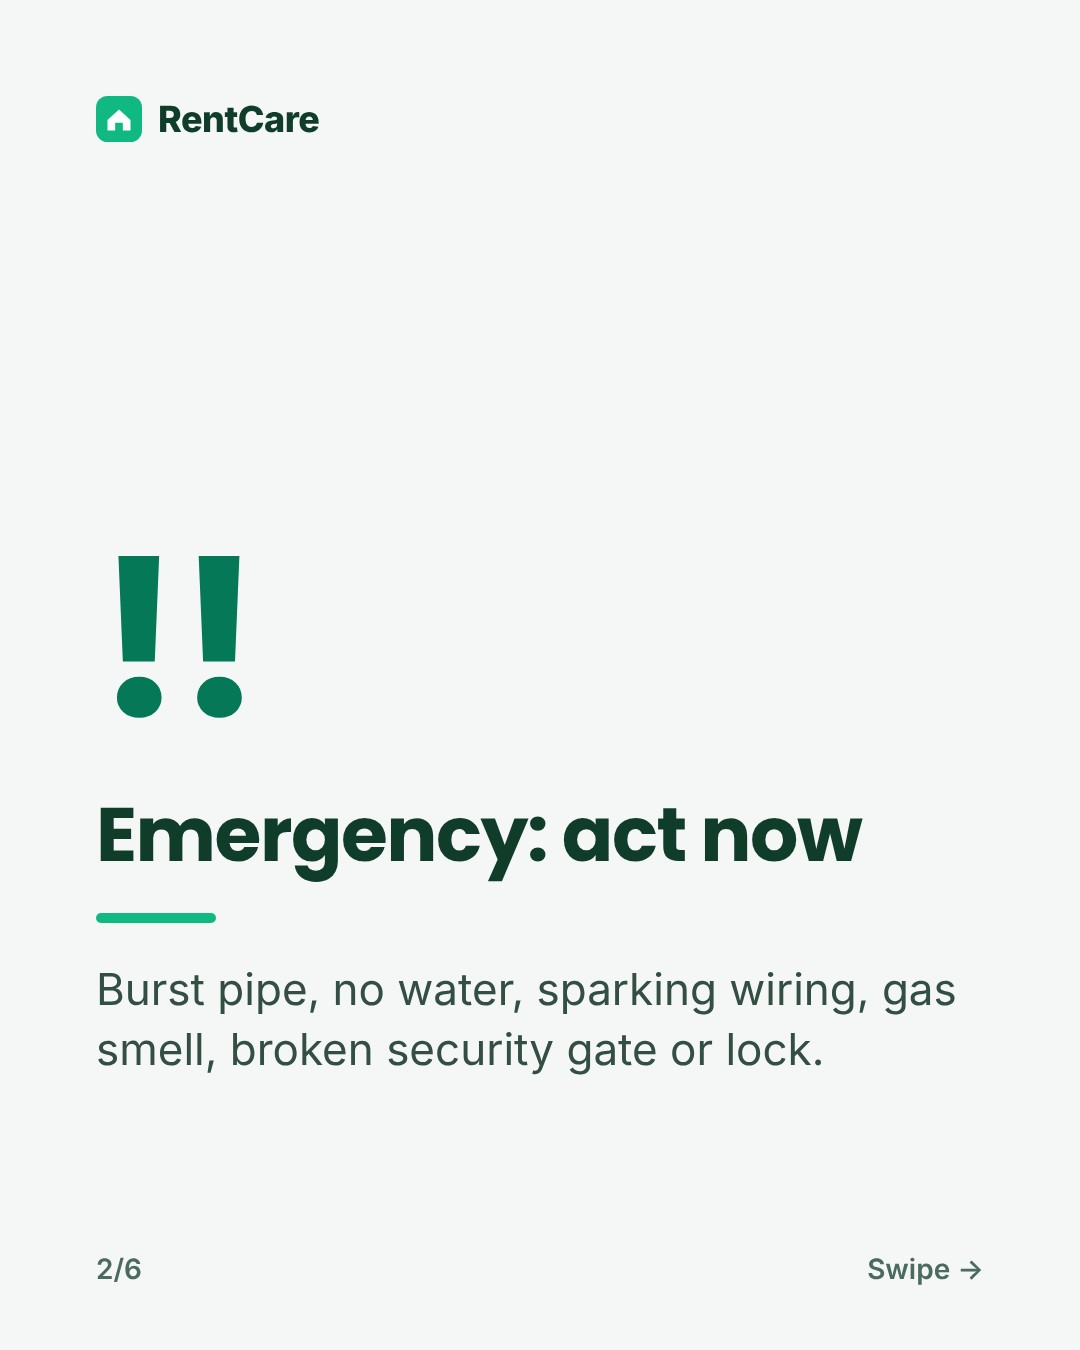 RentCare
!!
Emergency: act now
Burst pipe, no water, sparking wiring, gas
smell, broken security gate or lock.
2/6
Swipe →